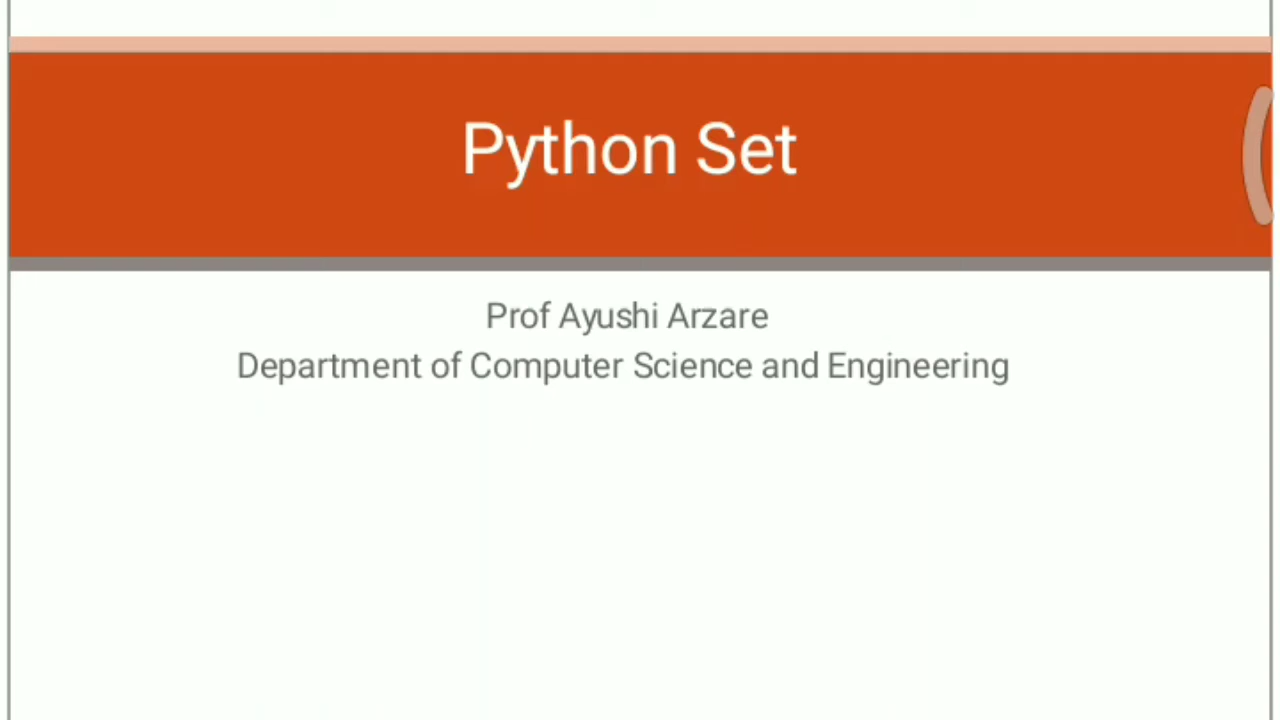 Python Set
Prof Ayushi Arzare
Department of Computer Science and Engineering